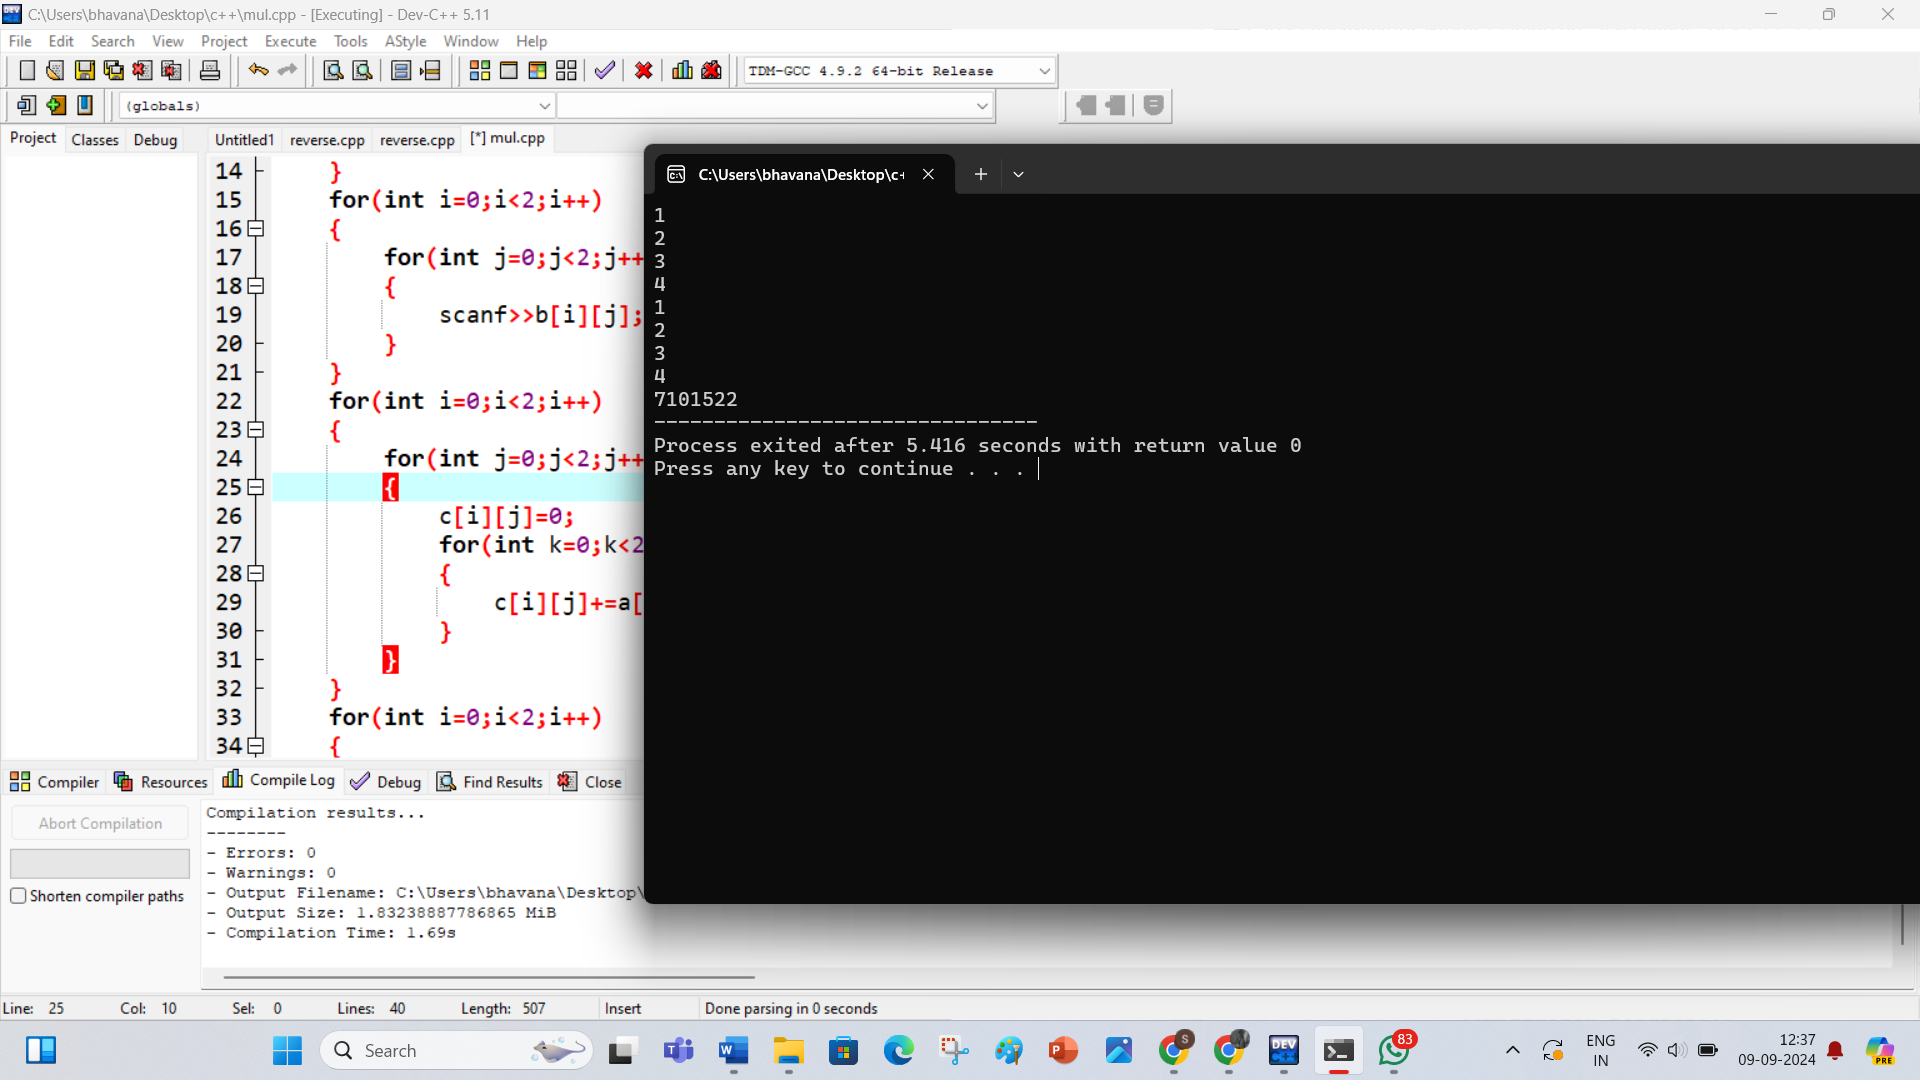 C:\Users\bhavana\Desktop\c++\mul.cpp - [Executing] - Dev-C++ 5.11
File Edit Search View Project Execute Tools AStyle Window Help
TDM-GCC 4.9.2 64-bit Release
(globals)
Project Classes Debug Untitled1 reverse.cpp reverse.cpp [*] mul.cpp
14 }
15 for(int i=0;i<2;i++)
16 {
17 for(int j=0;j<2;j++
18 {
19 scanf>>b[i][j];
20 }
21 }
22 for(int i=0;i<2;i++)
23 {
24 for(int j=0;j<2;j++
25 {
26 c[i][j]=0;
27 for(int k=0;k<2
28 {
29 c[i][j]+=a[
30 }
31 }
32 }
33 for(int i=0;i<2;i++)
34 {
C:\Users\bhavana\Desktop\c+
1
2
3
4
1
2
3
4
7101522
--------------------------------
Process exited after 5.416 seconds with return value 0
Press any key to continue . . .
Compiler Resources Compile Log Debug Find Results Close
Abort Compilation
Shorten compiler paths
Compilation results...
--------
- Errors: 0
- Warnings: 0
- Output Filename: C:\Users\bhavana\Desktop\
- Output Size: 1.83238887786865 MiB
- Compilation Time: 1.69s
Line: 25 Col: 10 Sel: 0 Lines: 40 Length: 507 Insert Done parsing in 0 seconds
Search
DEV
S
83
ENG
IN
12:37
09-09-2024
PRE